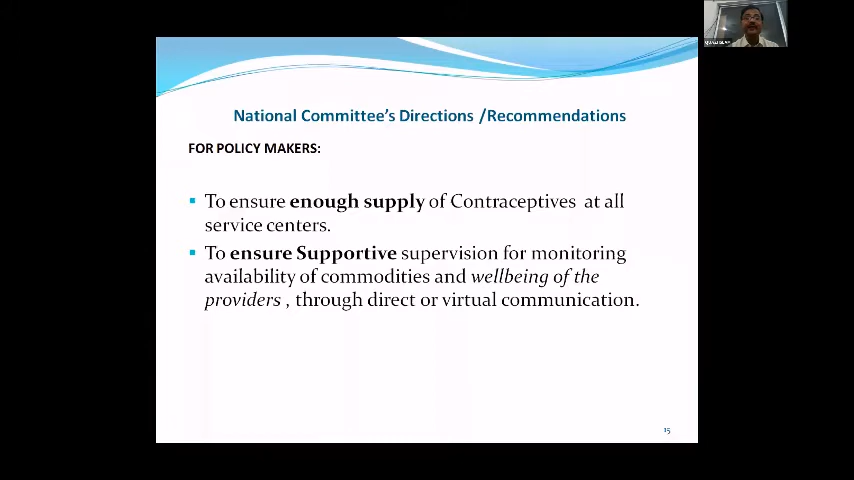 National Committee's Directions /Recommendations
FOR POLICY MAKERS:
▪ To ensure enough supply of Contraceptives at all
service centers.
▪ To ensure Supportive supervision for monitoring
availability of commodities and wellbeing of the
providers , through direct or virtual communication.
15